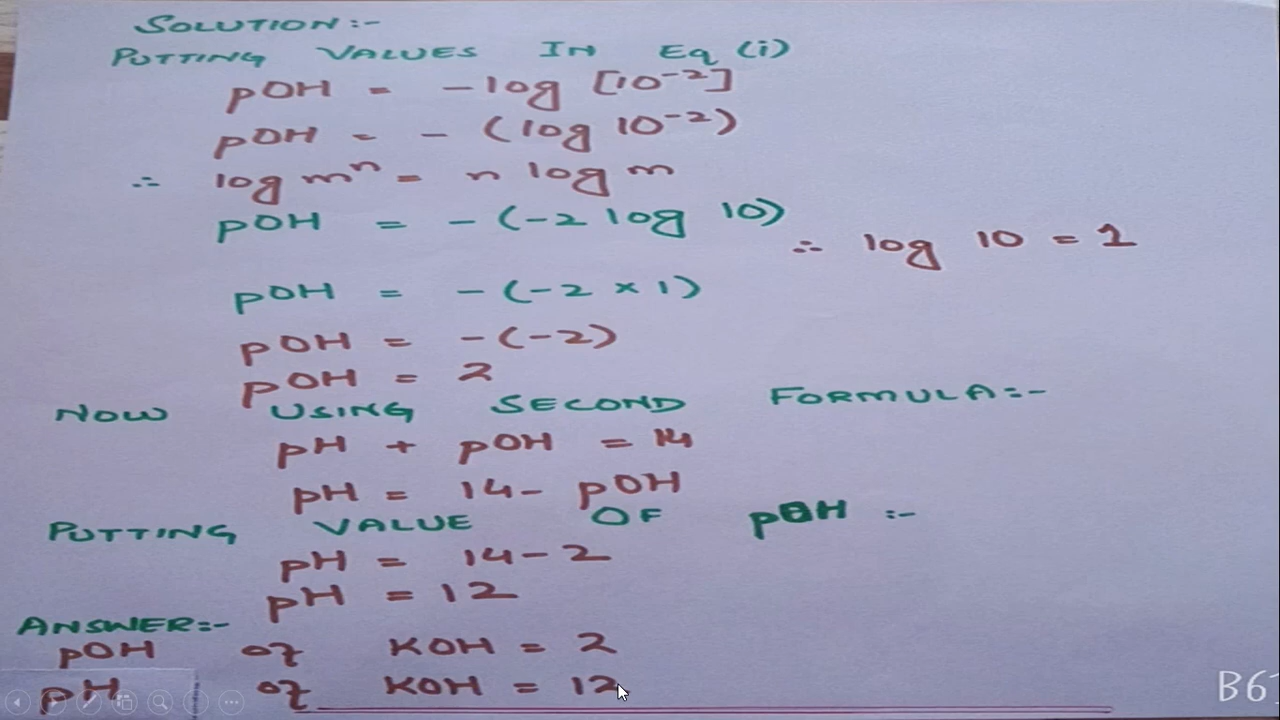 SOLUTION:-
PUTTING VALUES IN Eq (i)
pOH = -log [10⁻²]
pOH = - (log 10⁻²)
∴ log mⁿ = n log m
pOH = - (-2 log 10)
∴ log 10 = 1
pOH = - (-2 × 1)
pOH = - (-2)
pOH = 2
NOW USING SECOND FORMULA:-
pH + pOH = 14
pH = 14 - pOH
PUTTING VALUE OF pOH :-
pH = 14 - 2
pH = 12
ANSWER:-
pOH of KOH = 2
pH of KOH = 12
B6